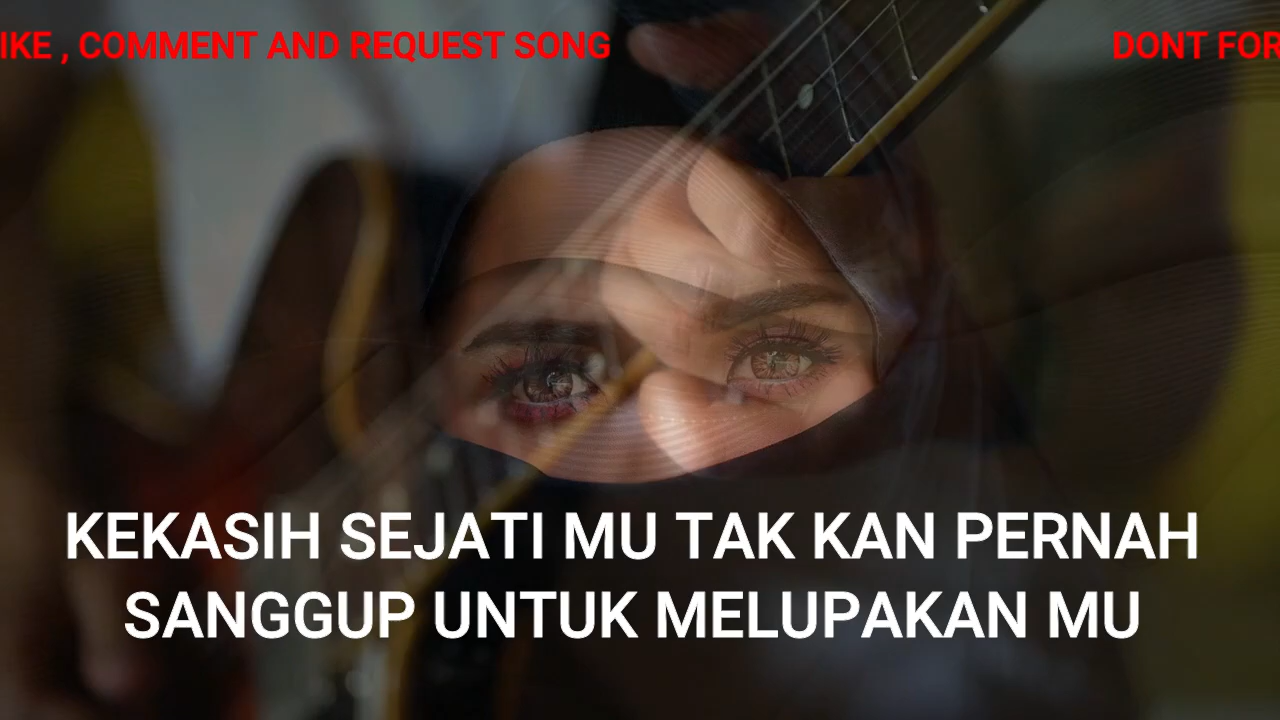 IKE , COMMENT AND REQUEST SONG
DONT FOR
KEKASIH SEJATI MU TAK KAN PERNAH
SANGGUP UNTUK MELUPAKAN MU